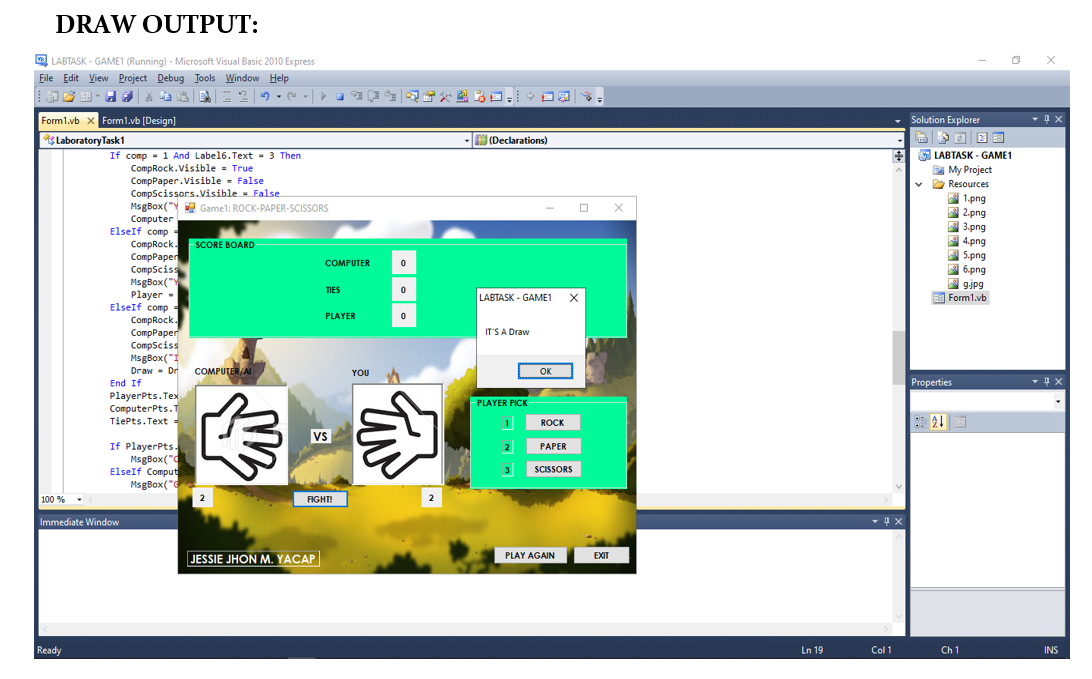 DRAW OUTPUT:
LABTASK - GAME1 (Running) - Microsoft Visual Basic 2010 Express
File Edit View Project Debug Tools Window Help
Form1.vb Form1.vb [Design]
LaboratoryTask1
(Declarations)
If comp = 1 And Label6.Text = 3 Then
CompRock.Visible = True
CompPaper.Visible = False
CompScissors.Visible = False
MsgBox("Y
Computer
ElseIf comp =
CompRock.
CompPaper
CompSciss
MsgBox("Y
Player =
ElseIf comp =
CompRock.
CompPaper
CompSciss
MsgBox("I
Draw = Dr
End If
PlayerPts.Tex
ComputerPts.T
TiePts.Text =
If PlayerPts.
MsgBox("C
ElseIf Comput
MsgBox("G
100 %
Game1: ROCK-PAPER-SCISSORS
SCORE BOARD
COMPUTER 0
TIES 0
PLAYER 0
LABTASK - GAME1
IT'S A Draw
OK
COMPUTER/AI
YOU
VS
2
FIGHT!
2
PLAYER PICK
1 ROCK
2 PAPER
3 SCISSORS
JESSIE JHON M. YACAP
PLAY AGAIN
EXIT
Solution Explorer
LABTASK - GAME1
My Project
Resources
1.png
2.png
3.png
4.png
5.png
6.png
g.jpg
Form1.vb
Properties
Immediate Window
Ready
Ln 19 Col 1 Ch 1 INS